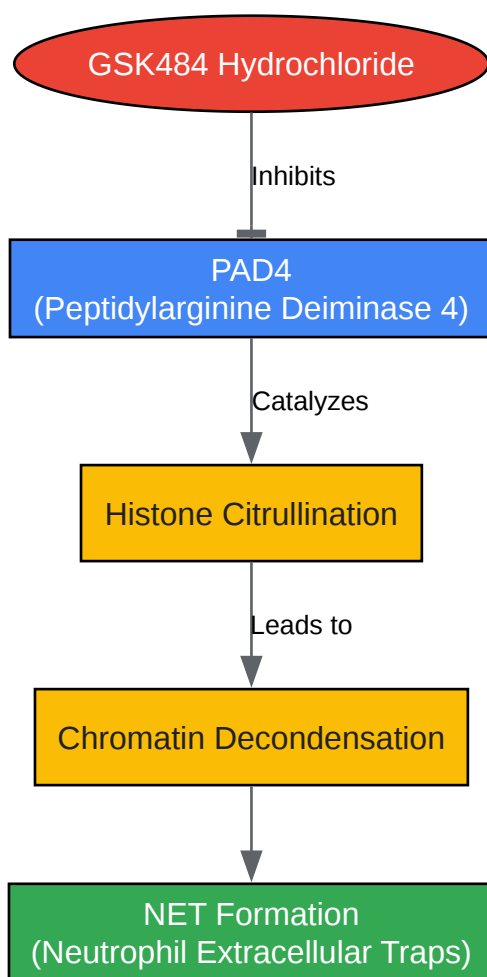 GSK484 Hydrochloride
Inhibits
PAD4
(Peptidylarginine Deiminase 4)
Catalyzes
Histone Citrullination
Leads to
Chromatin Decondensation
NET Formation
(Neutrophil Extracellular Traps)